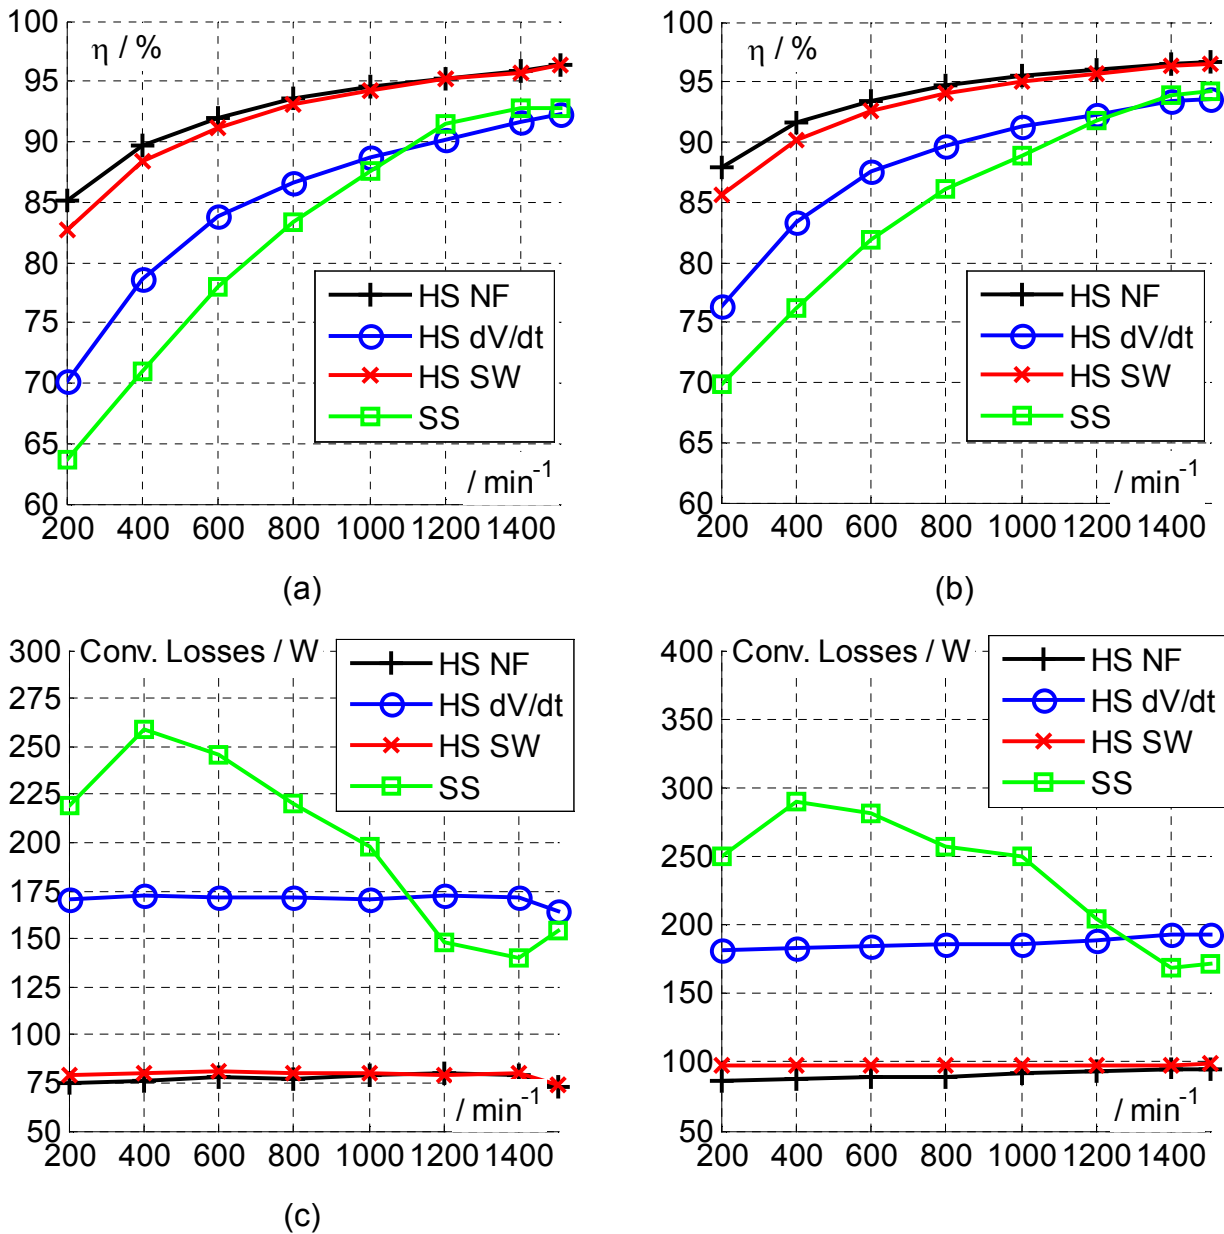 η / %
100
95
90
85
80
75
70
65
60
HS NF
HS dV/dt
HS SW
SS
/ min-1
200 400 600 800 1000 1200 1400
(a)
η / %
100
95
90
85
80
75
70
65
60
HS NF
HS dV/dt
HS SW
SS
/ min-1
200 400 600 800 1000 1200 1400
(b)
Conv. Losses / W
300
275
250
225
200
175
150
125
100
75
50
HS NF
HS dV/dt
HS SW
SS
/ min-1
200 400 600 800 1000 1200 1400
(c)
Conv. Losses / W
400
350
300
250
200
150
100
50
HS NF
HS dV/dt
HS SW
SS
/ min-1
200 400 600 800 1000 1200 1400